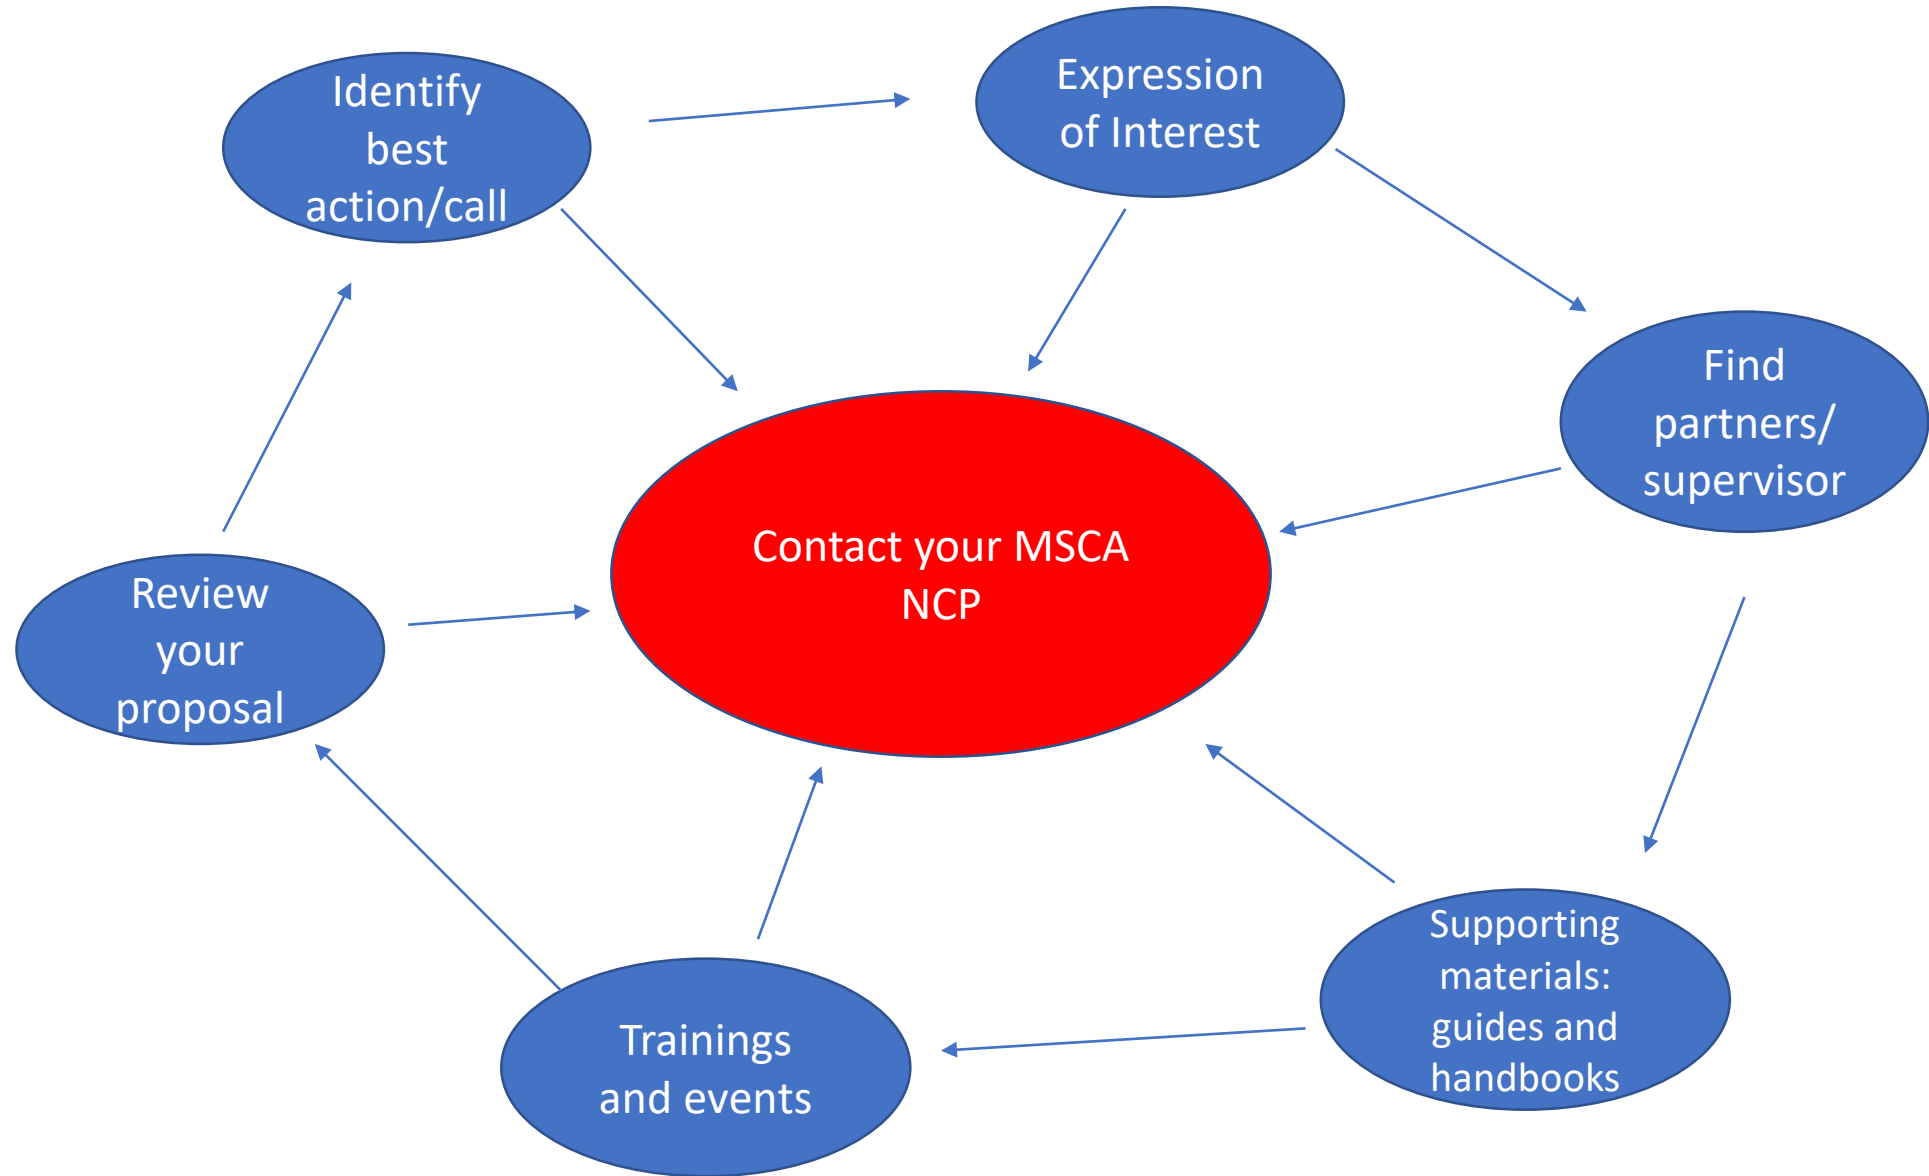 Identify
best
action/call
Expression
of Interest
Find
partners/
supervisor
Contact your MSCA
NCP
Review
your
proposal
Supporting
materials:
guides and
handbooks
Trainings
and events